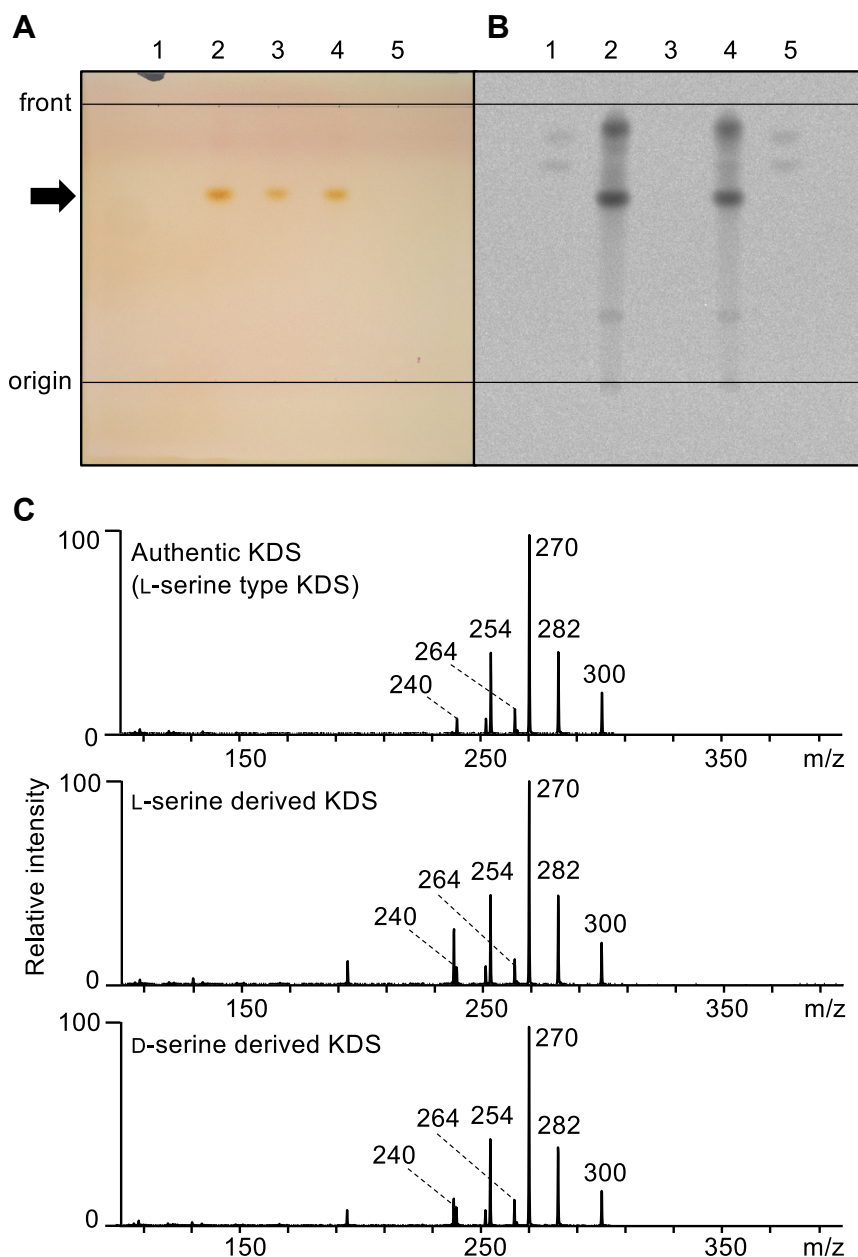 A
B
1 2 3 4 5
1 2 3 4 5
front
origin
C
100
Authentic KDS
(L-serine type KDS)
270
254
282
264
300
240
0
150 250 350 m/z
Relative intensity
100
L-serine derived KDS
270
254
282
264
300
240
0
150 250 350 m/z
100
D-serine derived KDS
270
254
282
264
300
240
0
150 250 350 m/z